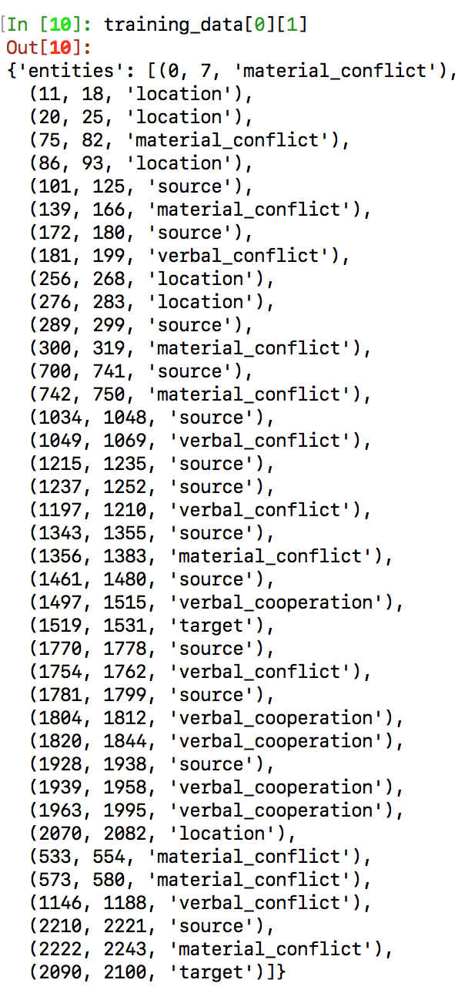 [In [10]: training_data[0][1]
Out[10]:
{'entities': [(0, 7, 'material_conflict'),
(11, 18, 'location'),
(20, 25, 'location'),
(75, 82, 'material_conflict'),
(86, 93, 'location'),
(101, 125, 'source'),
(139, 166, 'material_conflict'),
(172, 180, 'source'),
(181, 199, 'verbal_conflict'),
(256, 268, 'location'),
(276, 283, 'location'),
(289, 299, 'source'),
(300, 319, 'material_conflict'),
(700, 741, 'source'),
(742, 750, 'material_conflict'),
(1034, 1048, 'source'),
(1049, 1069, 'verbal_conflict'),
(1215, 1235, 'source'),
(1237, 1252, 'source'),
(1197, 1210, 'verbal_conflict'),
(1343, 1355, 'source'),
(1356, 1383, 'material_conflict'),
(1461, 1480, 'source'),
(1497, 1515, 'verbal_cooperation'),
(1519, 1531, 'target'),
(1770, 1778, 'source'),
(1754, 1762, 'verbal_conflict'),
(1781, 1799, 'source'),
(1804, 1812, 'verbal_cooperation'),
(1820, 1844, 'verbal_cooperation'),
(1928, 1938, 'source'),
(1939, 1958, 'verbal_cooperation'),
(1963, 1995, 'verbal_cooperation'),
(2070, 2082, 'location'),
(533, 554, 'material_conflict'),
(573, 580, 'material_conflict'),
(1146, 1188, 'verbal_conflict'),
(2210, 2221, 'source'),
(2222, 2243, 'material_conflict'),
(2090, 2100, 'target')]}